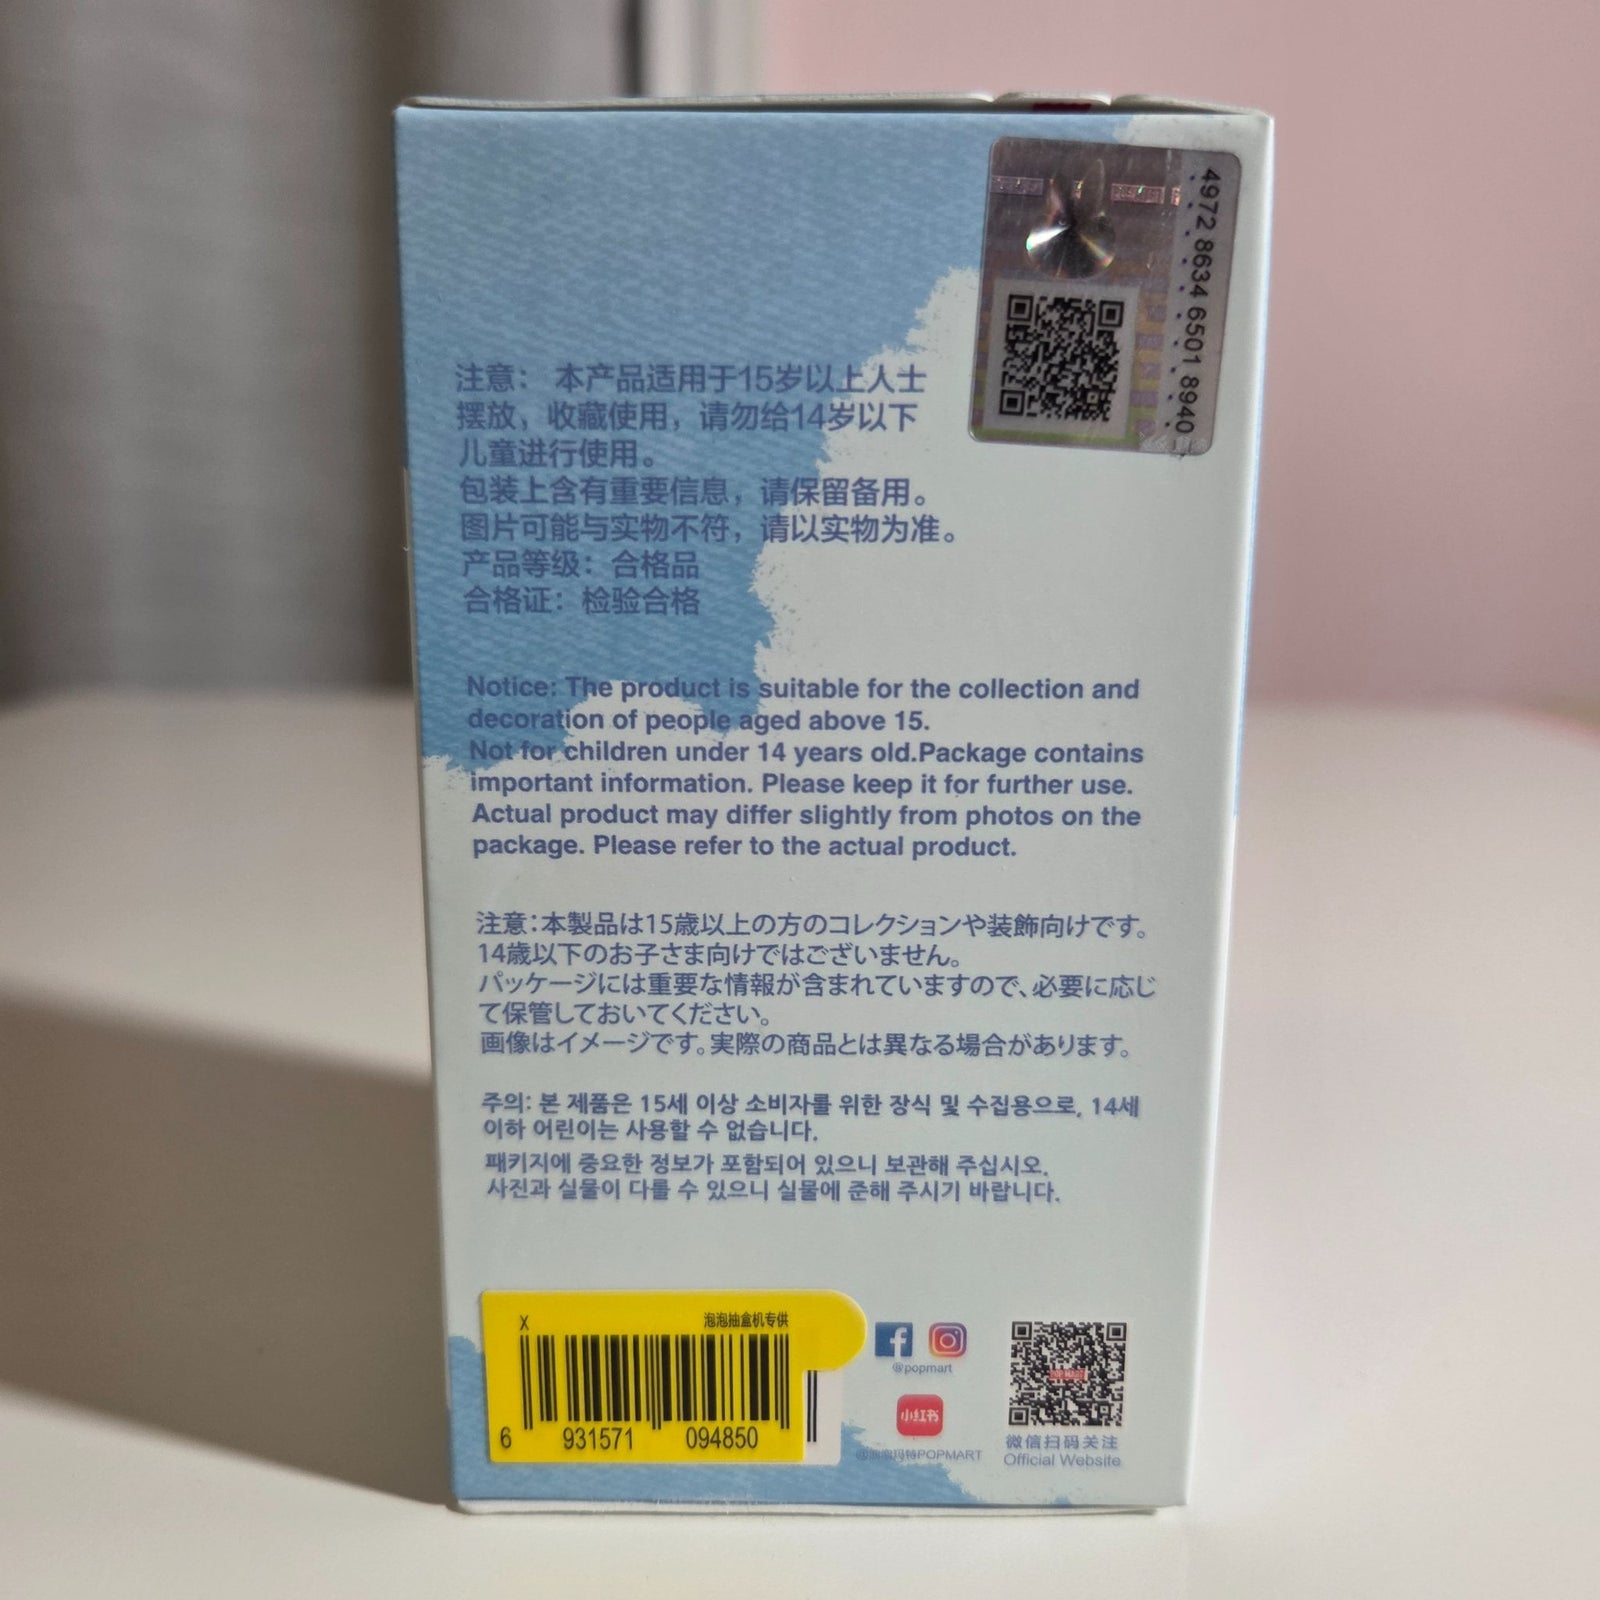 4972 8634 6501 8940
注意： 本产品适用于15岁以上人士
摆放，收藏使用，请勿给14岁以下
儿童进行使用。
包装上含有重要信息，请保留备用。
图片可能与实物不符，请以实物为准。
产品等级：合格品
合格证：检验合格
Notice: The product is suitable for the collection and
decoration of people aged above 15.
Not for children under 14 years old.Package contains
important information. Please keep it for further use.
Actual product may differ slightly from photos on the
package. Please refer to the actual product.
注意：本製品は15歳以上の方のコレクションや装飾向けです。
14歳以下のお子さま向けではございません。
パッケージには重要な情報が含まれていますので、必要に応じ
て保管しておいてください。
画像はイメージです。実際の商品とは異なる場合があります。
주의: 본 제품은 15세 이상 소비자를 위한 장식 및 수집용으로, 14세
이하 어린이는 사용할 수 없습니다.
패키지에 중요한 정보가 포함되어 있으니 보관해 주십시오.
사진과 실물이 다를 수 있으니 실물에 준해 주시기 바랍니다.
X 泡泡抽盒机专供
6 931571 094850
@popmart
小红书
@泡泡玛特POPMART
POP MART
微信扫码关注
Official Website